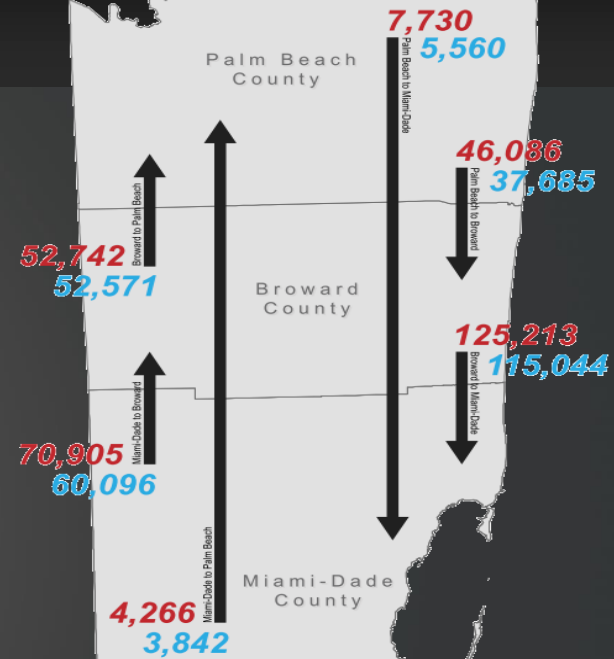 7,730
5,560
Palm Beach to Miami-Dade
Palm Beach
County
46,086
37,685
Palm Beach to Broward
Broward to Palm Beach
52,742
52,571
Broward
County
125,213
115,044
Broward to Miami-Dade
Miami-Dade to Broward
70,905
60,096
Miami-Dade to Palm Beach
Miami-Dade
County
4,266
3,842